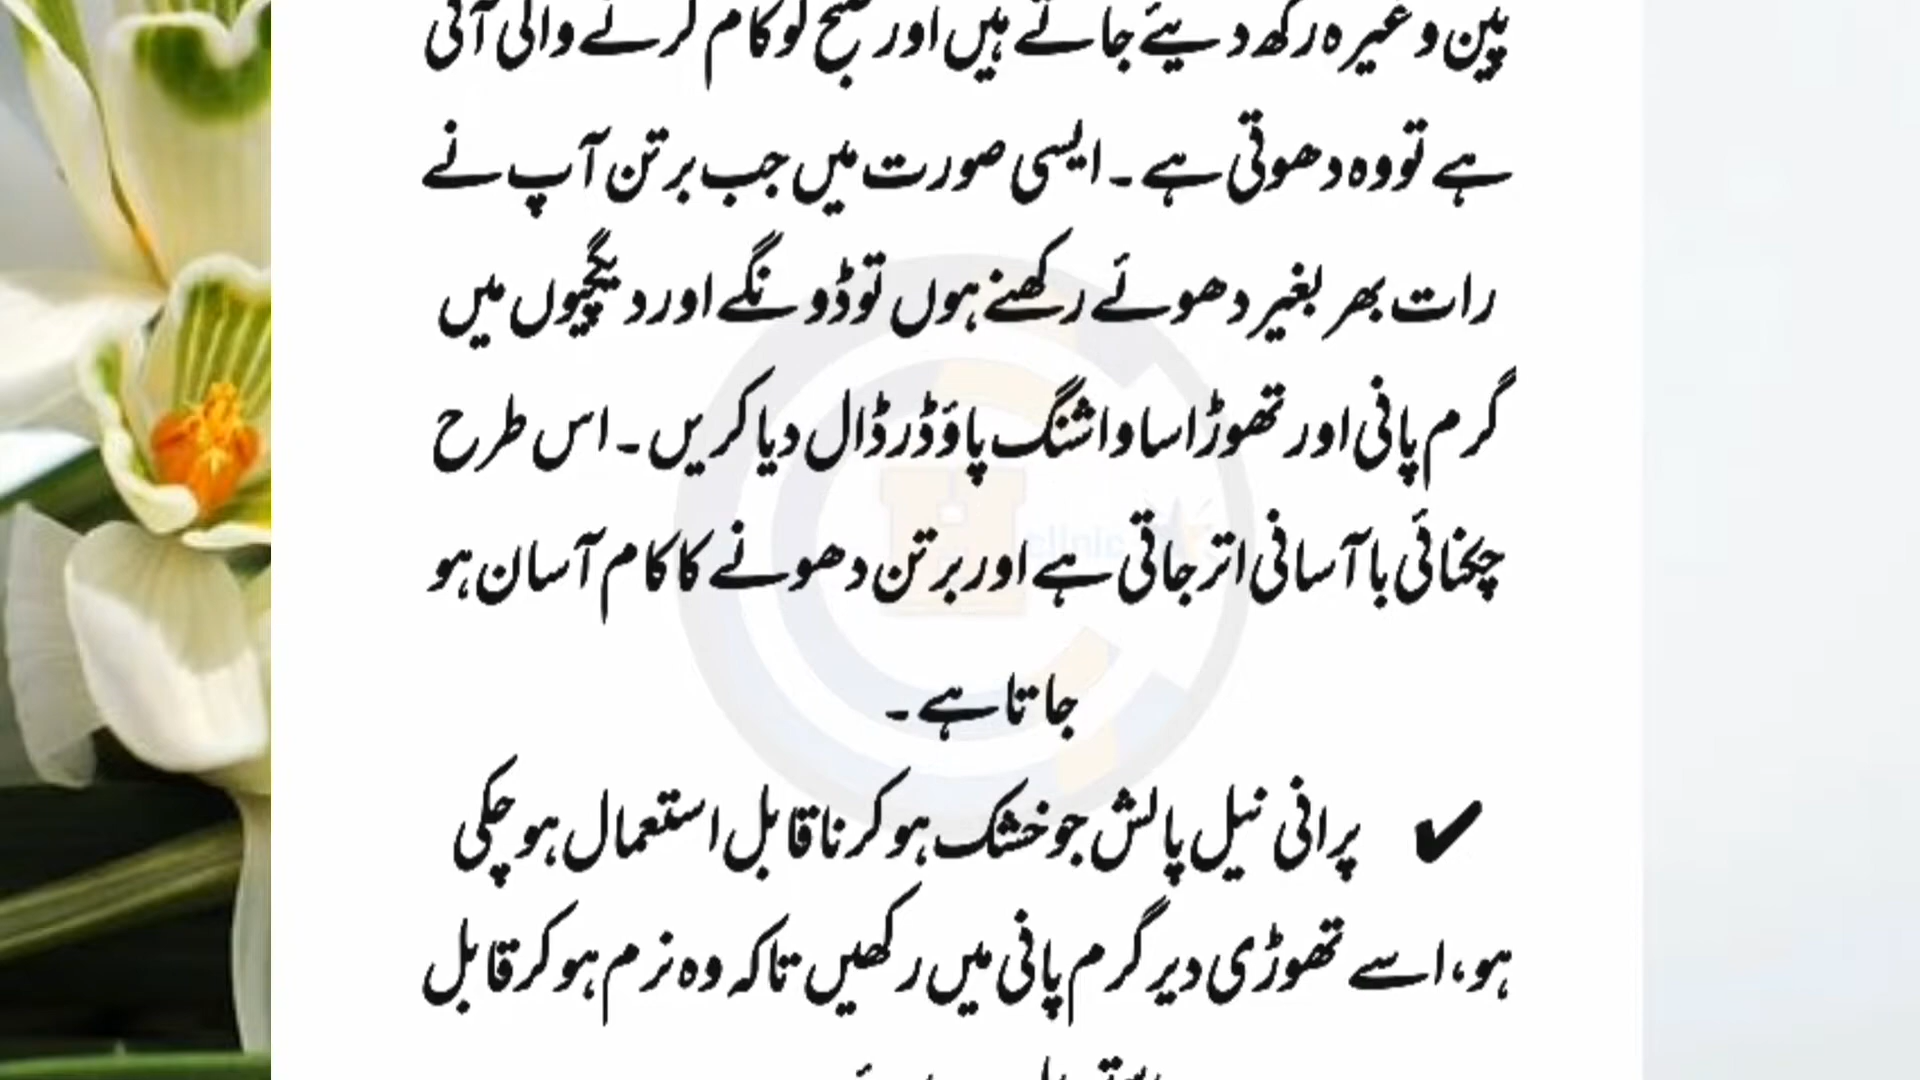 پین وغیرہ رکھ دیئے جاتے ہیں اور صبح کو کام کرنے والی آتی
ہے تو وہ دھوتی ہے۔ ایسی صورت میں جب برتن آپ نے
رات بھر بغیر دھوئے رکھنے ہوں تو ڈونگے اور دیگچیوں میں
گرم پانی اور تھوڑا سا واشنگ پاؤڈر ڈال دیا کریں۔ اس طرح
چکنائی با آسانی اتر جاتی ہے اور برتن دھونے کا کام آسان ہو
جاتا ہے۔
✔ پرانی نیل پالش جو خشک ہو کر ناقابل استعمال ہو چکی
ہو، اسے تھوڑی دیر گرم پانی میں رکھیں تاکہ وہ نرم ہو کر قابل